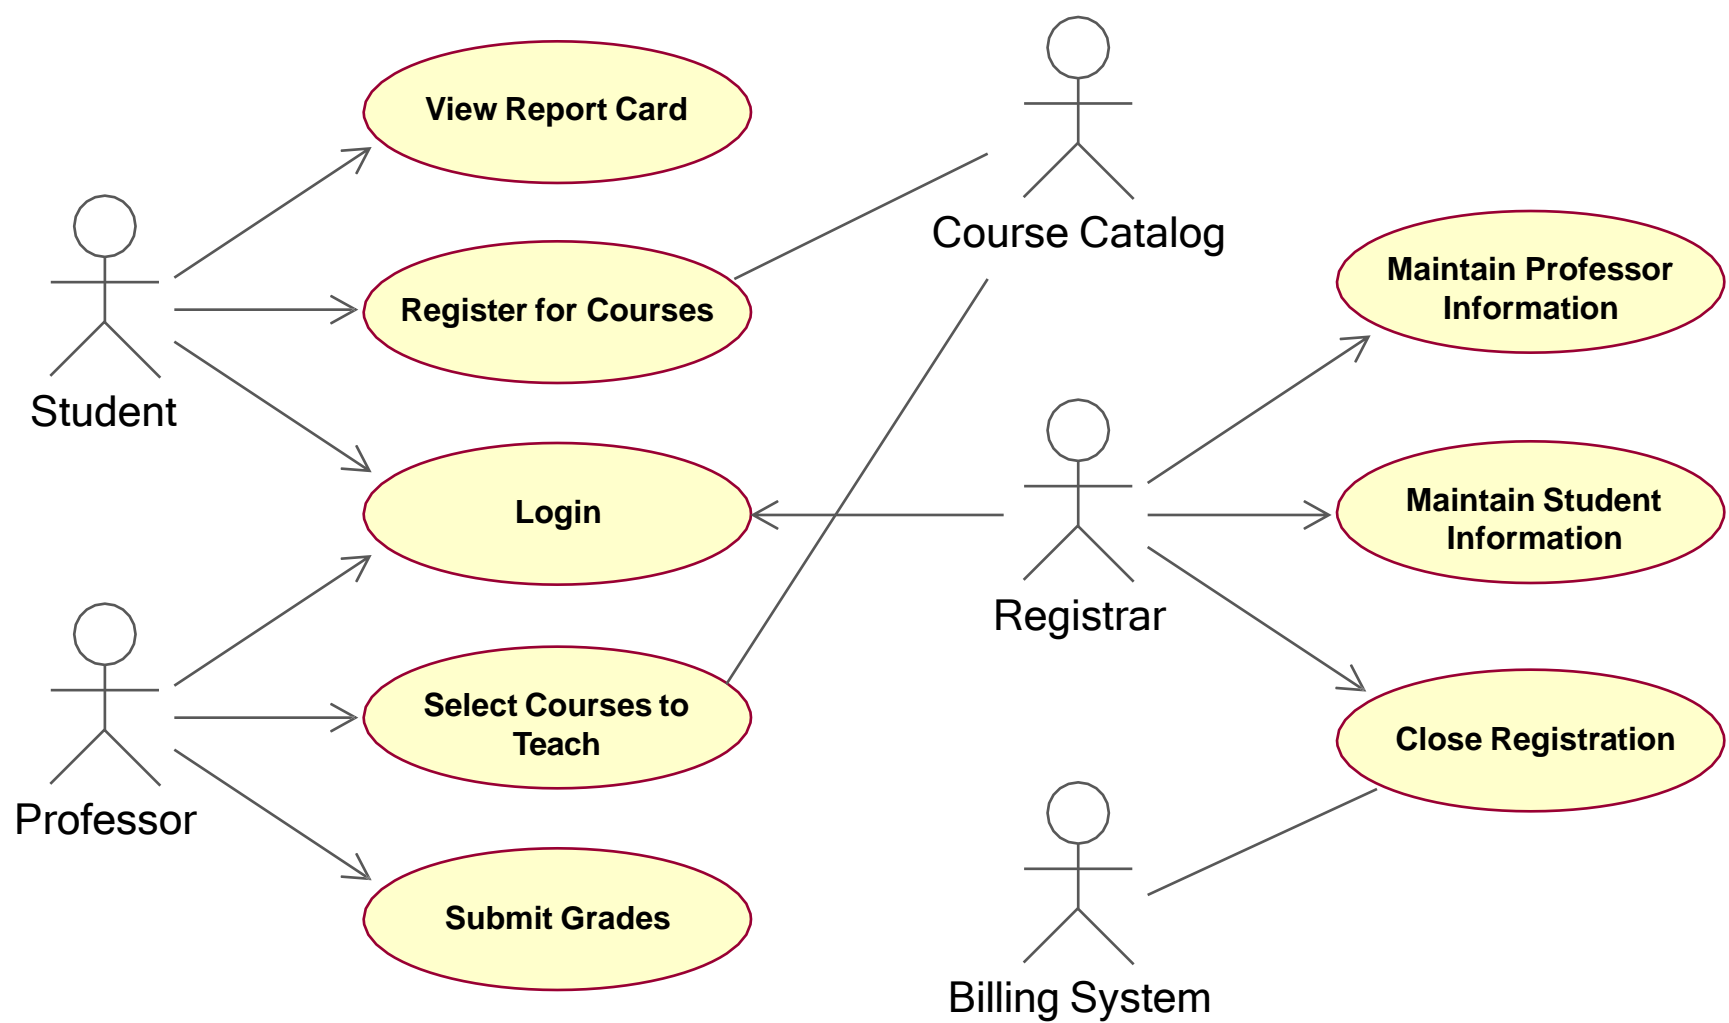 View Report Card
Course Catalog
Maintain Professor
Information
Register for Courses
Student
Login
Maintain Student
Information
Registrar
Select Courses to
Teach
Close Registration
Professor
Submit Grades
Billing System